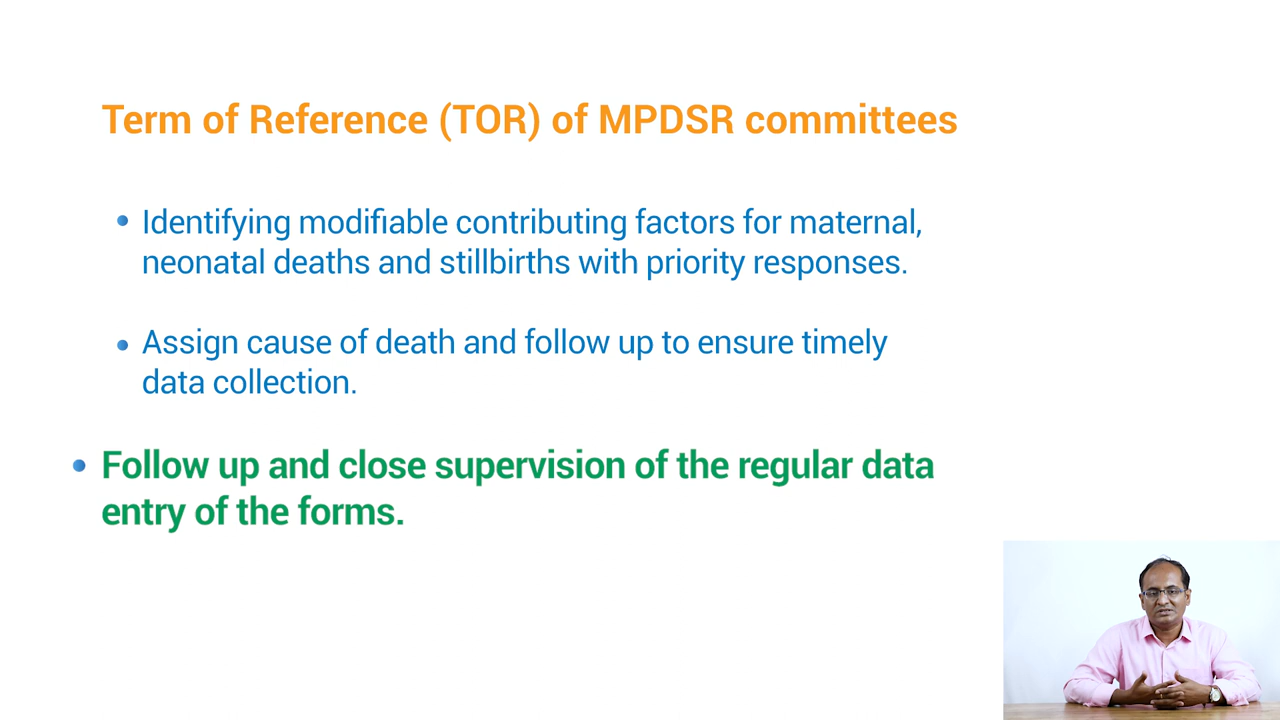 Term of Reference (TOR) of MPDSR committees
• Identifying modifiable contributing factors for maternal,
neonatal deaths and stillbirths with priority responses.
• Assign cause of death and follow up to ensure timely
data collection.
• Follow up and close supervision of the regular data
entry of the forms.